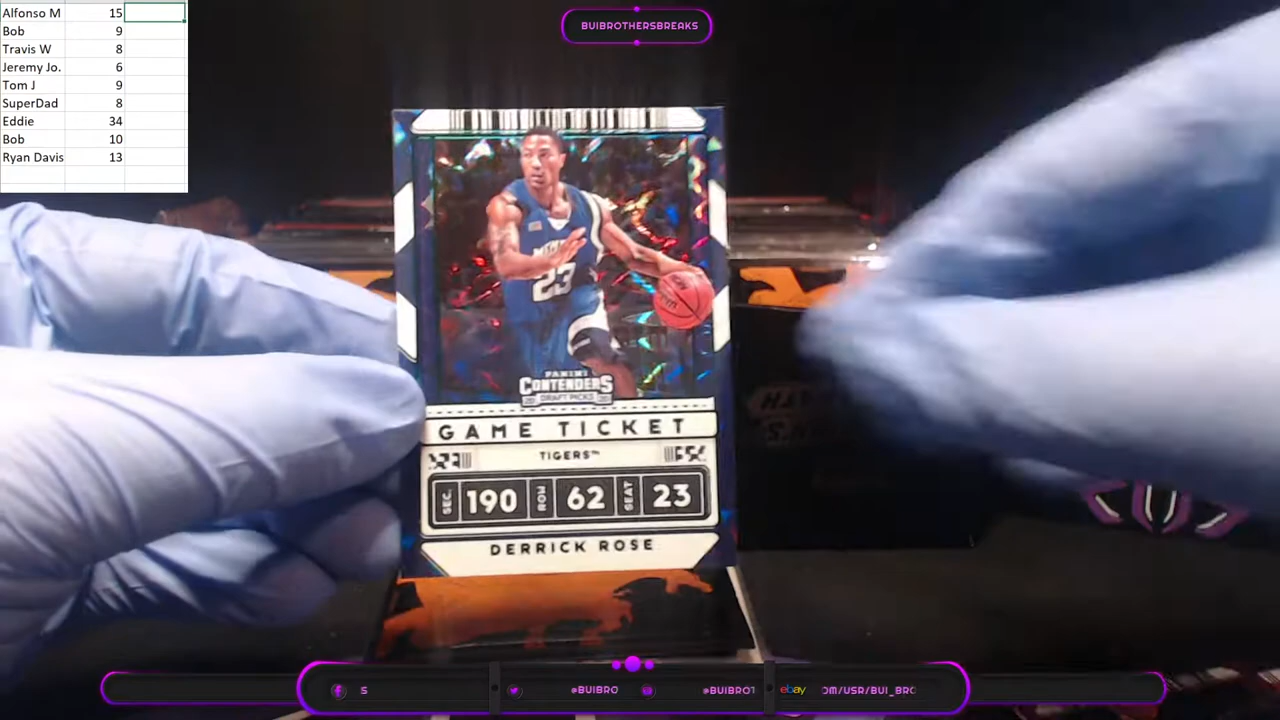 Alfonso M 15
Bob 9
Travis W 8
Jeremy Jo. 6
Tom J 9
SuperDad 8
Eddie 34
Bob 10
Ryan Davis 13
BUIBROTHERSBREAKS
23
PANINI
CONTENDERS
DRAFT PICKS
GAME TICKET
TIGERS™
SEC. 190 ROW 62 SEAT 23
DERRICK ROSE
S @BUIBRO @BUIBROT ebay OM/USR/BUI_BRO